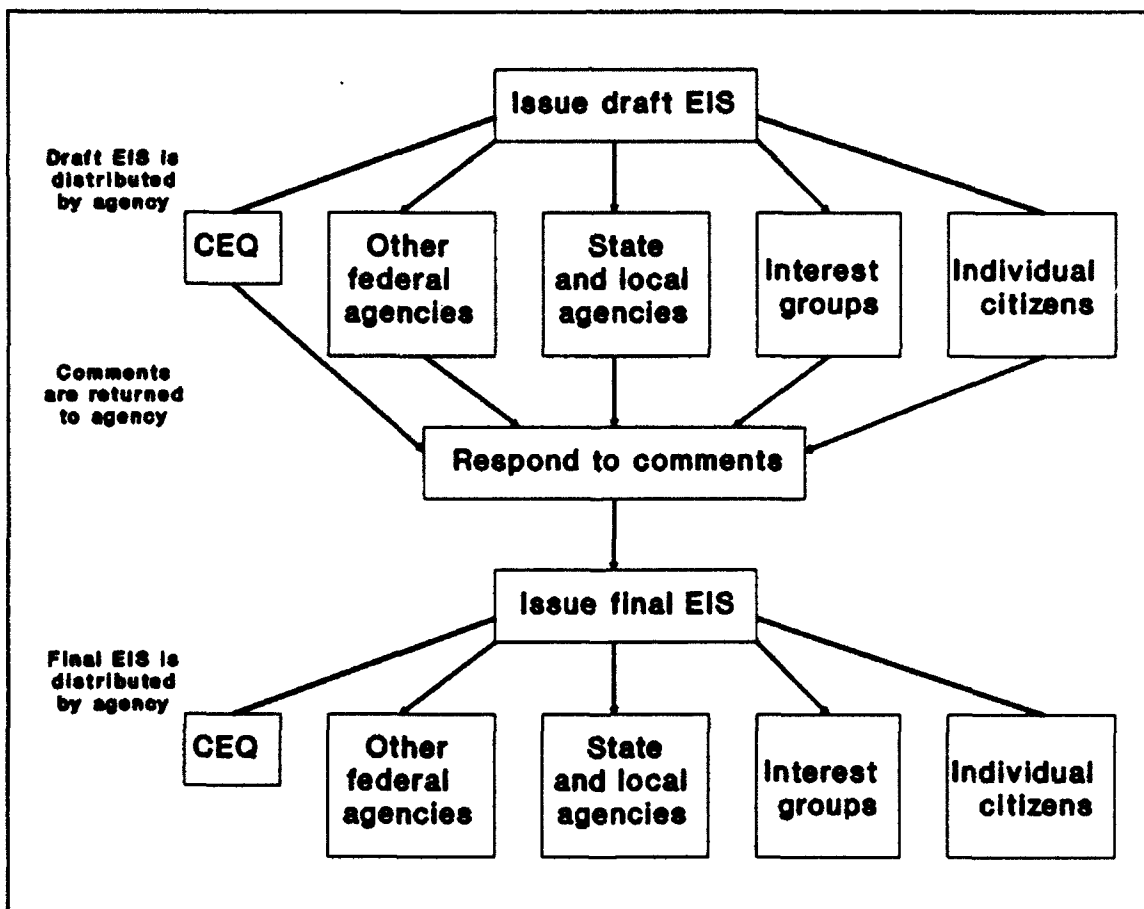 Issue draft EIS
Draft EIS is
distributed
by agency
CEQ
Other
federal
agencies
State
and local
agencies
Interest
groups
Individual
citizens
Comments
are returned
to agency
Respond to comments
Issue final EIS
Final EIS is
distributed
by agency
CEQ
Other
federal
agencies
State
and local
agencies
Interest
groups
Individual
citizens